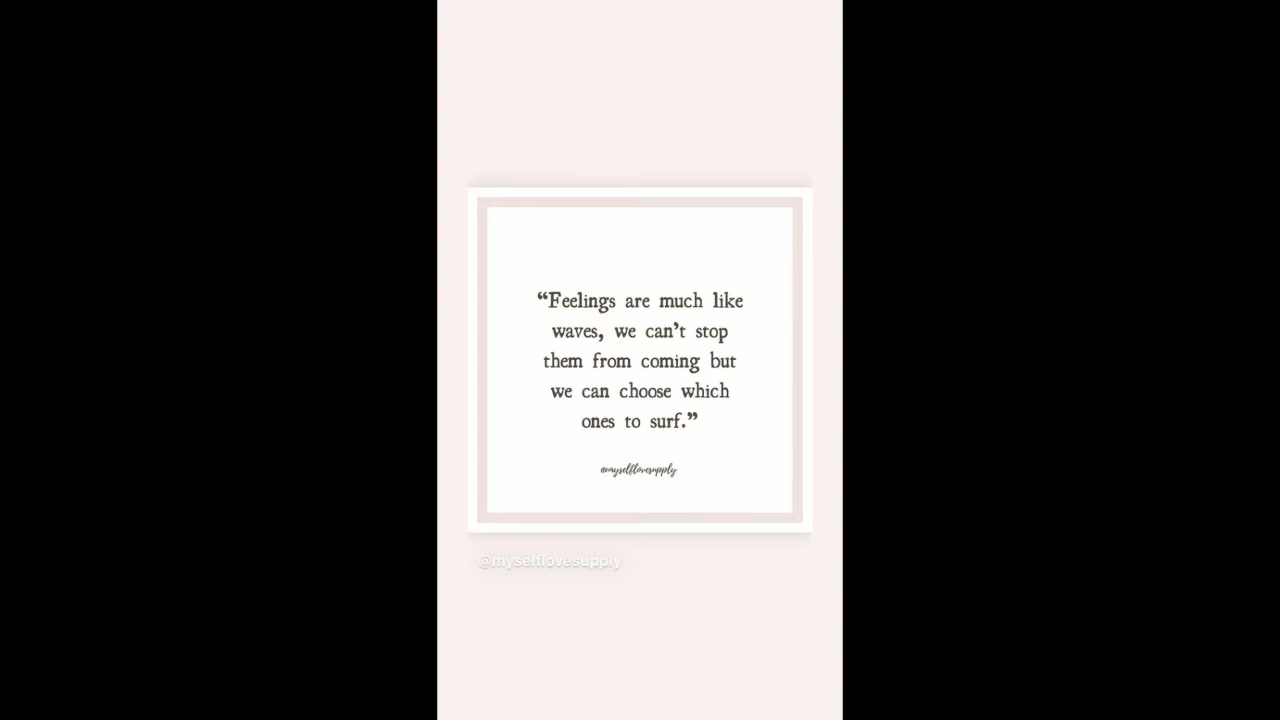 “Feelings are much like
waves, we can’t stop
them from coming but
we can choose which
ones to surf.”
@myselflovesupply
@myselflovesupply